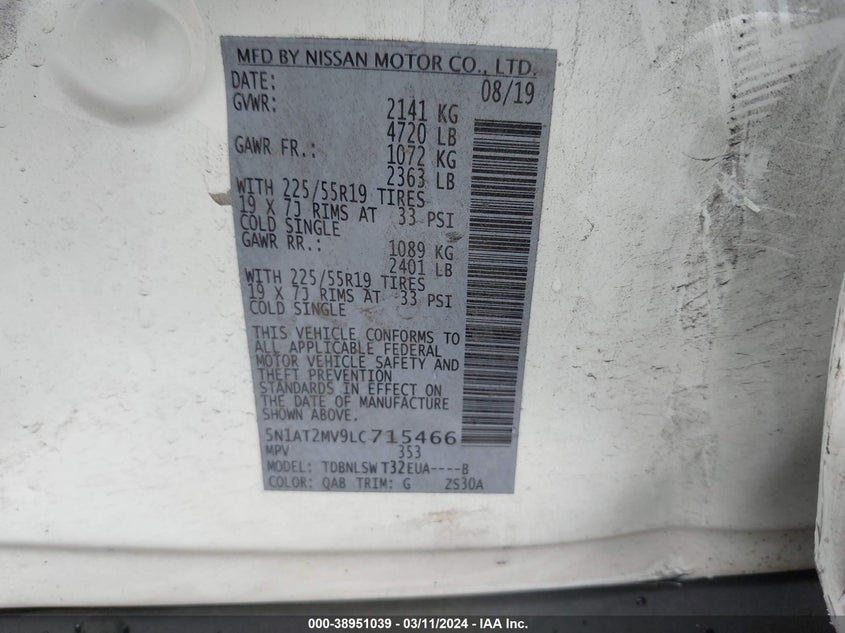 MFD BY NISSAN MOTOR CO., LTD.
DATE: 08/19
GVWR: 2141 KG
4720 LB
GAWR FR.: 1072 KG
2363 LB
WITH 225/55R19 TIRES
19 X 7J RIMS AT 33 PSI
COLD SINGLE
GAWR RR.: 1089 KG
2401 LB
WITH 225/55R19 TIRES
19 X 7J RIMS AT 33 PSI
COLD SINGLE
THIS VEHICLE CONFORMS TO
ALL APPLICABLE FEDERAL
MOTOR VEHICLE SAFETY AND
THEFT PREVENTION
STANDARDS IN EFFECT ON
THE DATE OF MANUFACTURE
SHOWN ABOVE.
5N1AT2MV9LC715466
MPV 353
MODEL: TDBNLSW T32EUA----B
COLOR: QAB TRIM: G ZS30A
000-38951039 — 03/11/2024 — IAA Inc.